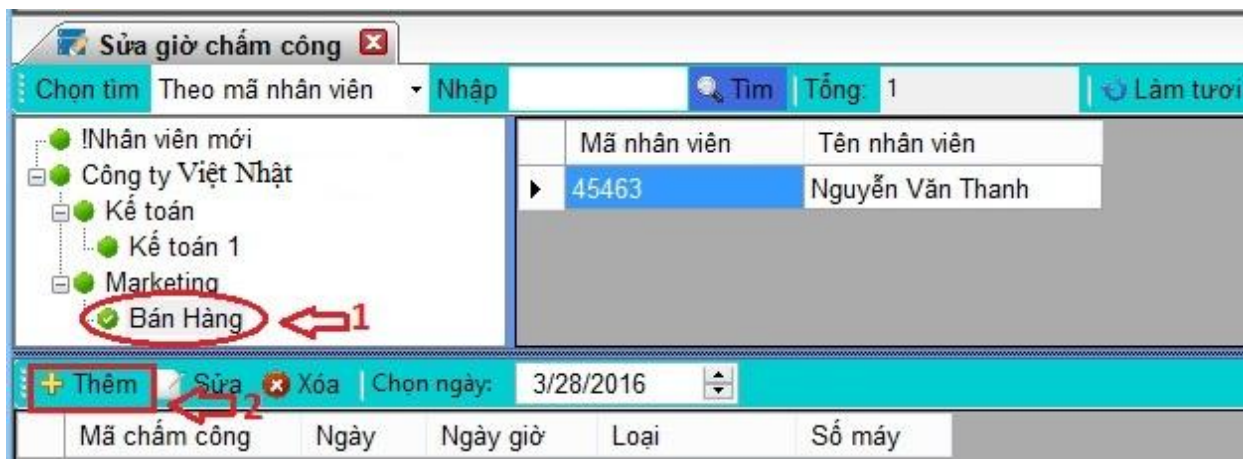 Sửa giờ chấm công
Chọn tìm Theo mã nhân viên Nhập Tìm Tổng: 1 Làm tươi
!Nhân viên mới
Công ty Việt Nhật
Kế toán
Kế toán 1
Marketing
Bán Hàng 1
Mã nhân viên Tên nhân viên
45463 Nguyễn Văn Thanh
Thêm Sửa Xóa Chọn ngày: 3/28/2016
2
Mã chấm công Ngày Ngày giờ Loại Số máy